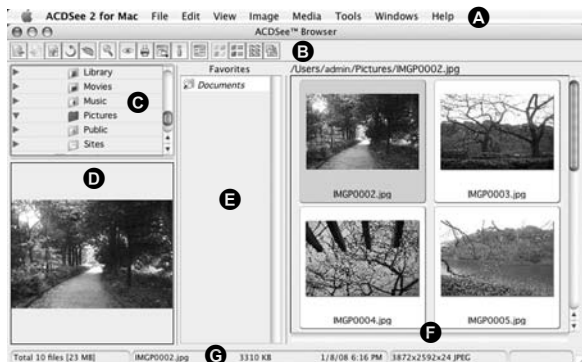 ACDSee 2 for Mac File Edit View Image Media Tools Windows Help A
ACDSee™ Browser
B
Library
Movies
Music
Pictures
Public
Sites
C
D
Favorites
Documents
E
/Users/admin/Pictures/IMGP0002.jpg
IMGP0002.jpg
IMGP0003.jpg
IMGP0004.jpg
IMGP0005.jpg
F
Total 10 files [23 MB] IMGP0002.jpg G 3310 KB 1/8/08 6:16 PM 3872x2592x24 JPEG